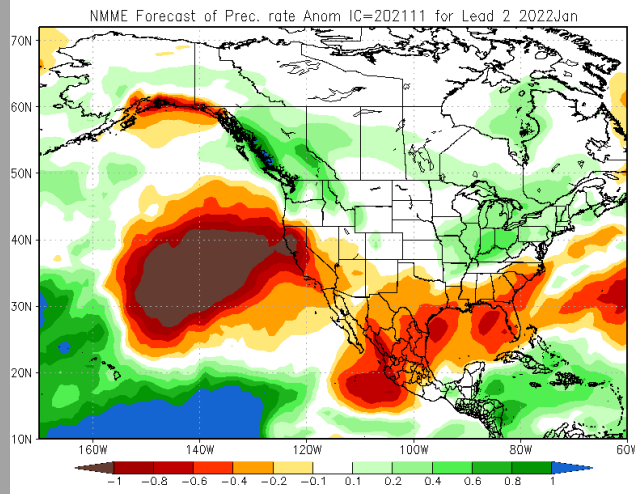 NMME Forecast of Prec. rate Anom IC=202111 for Lead 2 2022Jan
70N
60N
50N
40N
30N
20N
10N
160W 140W 120W 100W 80W 60W
-1 -0.8 -0.6 -0.4 -0.2 -0.1 0.1 0.2 0.4 0.6 0.8 1